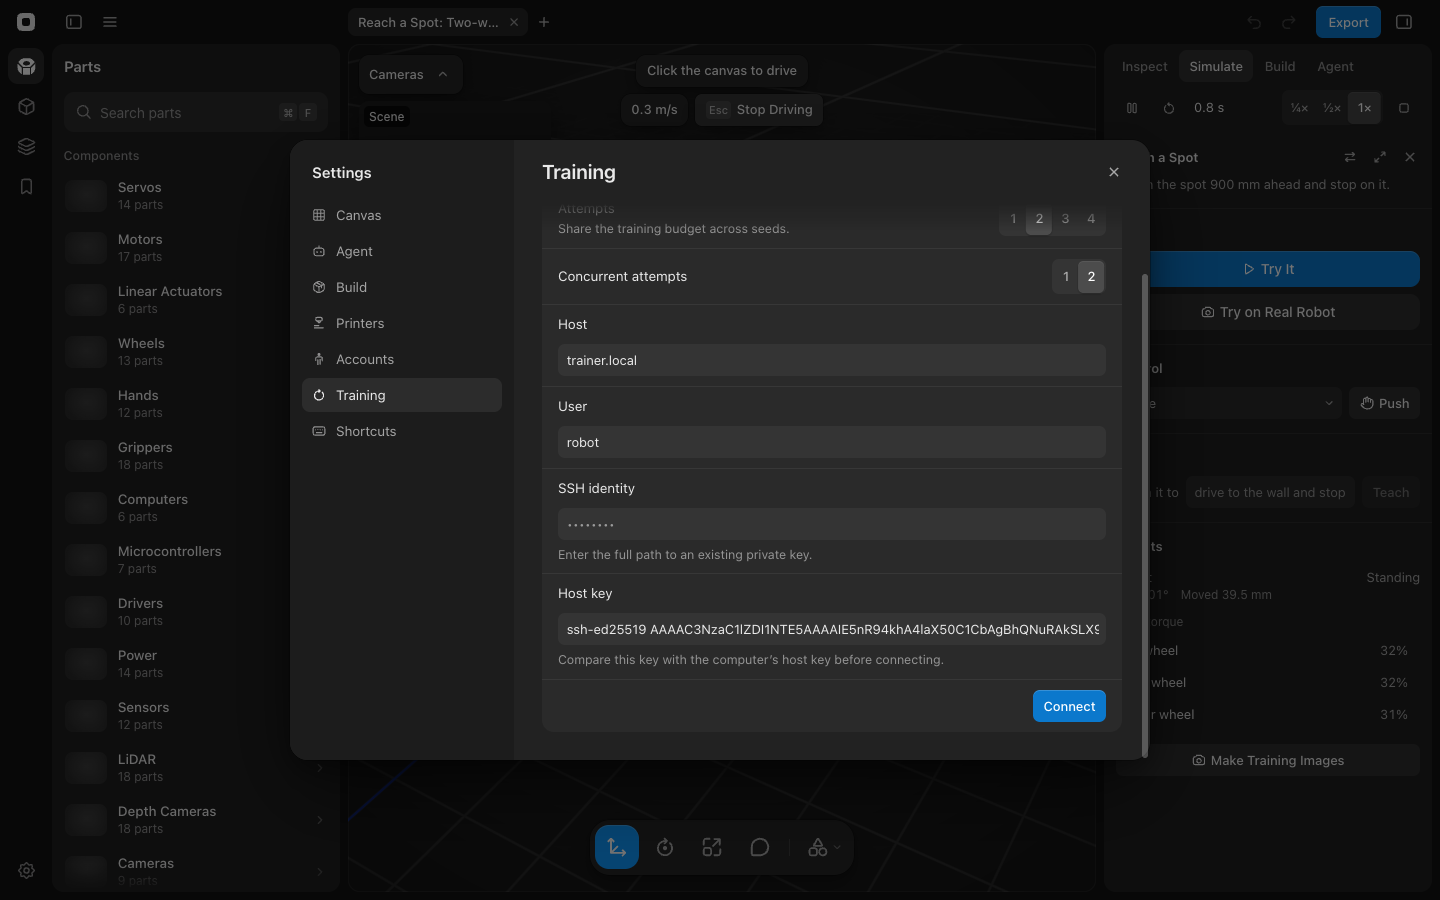 Reach a Spot: Two-w...
Export
Parts
Search parts
⌘ F
Components
Servos
14 parts
Motors
17 parts
Linear Actuators
6 parts
Wheels
13 parts
Hands
12 parts
Grippers
18 parts
Computers
6 parts
Microcontrollers
7 parts
Drivers
10 parts
Power
14 parts
Sensors
12 parts
LiDAR
18 parts
Depth Cameras
18 parts
Cameras
9 parts
Cameras
Scene
Click the canvas to drive
0.3 m/s
Esc Stop Driving
Settings
Canvas
Agent
Build
Printers
Accounts
Training
Shortcuts
Training
Attempts
Share the training budget across seeds.
1 2 3 4
Concurrent attempts
1 2
Host
trainer.local
User
robot
SSH identity
••••••••
Enter the full path to an existing private key.
Host key
Compare this key with the computer's host key before connecting.
Connect
Inspect Simulate Build Agent
0.8 s
¼× ½× 1×
a Spot
the spot 900 mm ahead and stop on it.
Try It
Try on Real Robot
Push
it to
drive to the wall and stop
Teach
Standing
Moved 39.5 mm
orque
32%
wheel
32%
r wheel
31%
Make Training Images